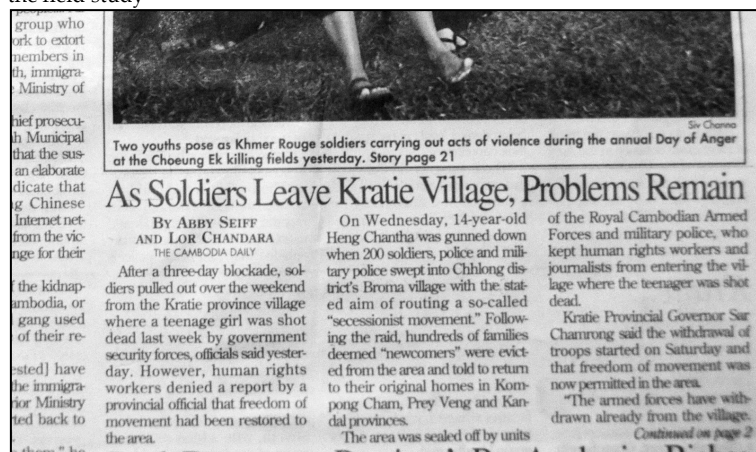 the field study
group who
ork to extort
members in
th, immigra-
Ministry of
hief prosecu-
h Municipal
that the sus-
an elaborate
dicate that
g Chinese
Internet net-
from the vic-
nge for their
f the kidnap-
ambodia, or
gang used
of their re-
ested] have
the immigra-
rior Ministry
ted back to
Siv Channa
Two youths pose as Khmer Rouge soldiers carrying out acts of violence during the annual Day of Anger
at the Choeung Ek killing fields yesterday. Story page 21
As Soldiers Leave Kratie Village, Problems Remain
BY ABBY SEIFF
AND LOR CHANDARA
THE CAMBODIA DAILY
After a three-day blockade, sol-
diers pulled out over the weekend
from the Kratie province village
where a teenage girl was shot
dead last week by government
security forces, officials said yester-
day. However, human rights
workers denied a report by a
provincial official that freedom of
movement had been restored to
the area.
On Wednesday, 14-year-old
Heng Chantha was gunned down
when 200 soldiers, police and mili-
tary police swept into Chhlong dis-
trict's Broma village with the stat-
ed aim of routing a so-called
"secessionist movement." Follow-
ing the raid, hundreds of families
deemed "newcomers" were evict-
ed from the area and told to return
to their original homes in Kom-
pong Cham, Prey Veng and Kan-
dal provinces.
The area was sealed off by units
of the Royal Cambodian Armed
Forces and military police, who
kept human rights workers and
journalists from entering the vil-
lage where the teenager was shot
dead.
Kratie Provincial Governor Sar
Chamrong said the withdrawal of
troops started on Saturday and
that freedom of movement was
now permitted in the area.
"The armed forces have with-
drawn already from the village.
Continued on page 2